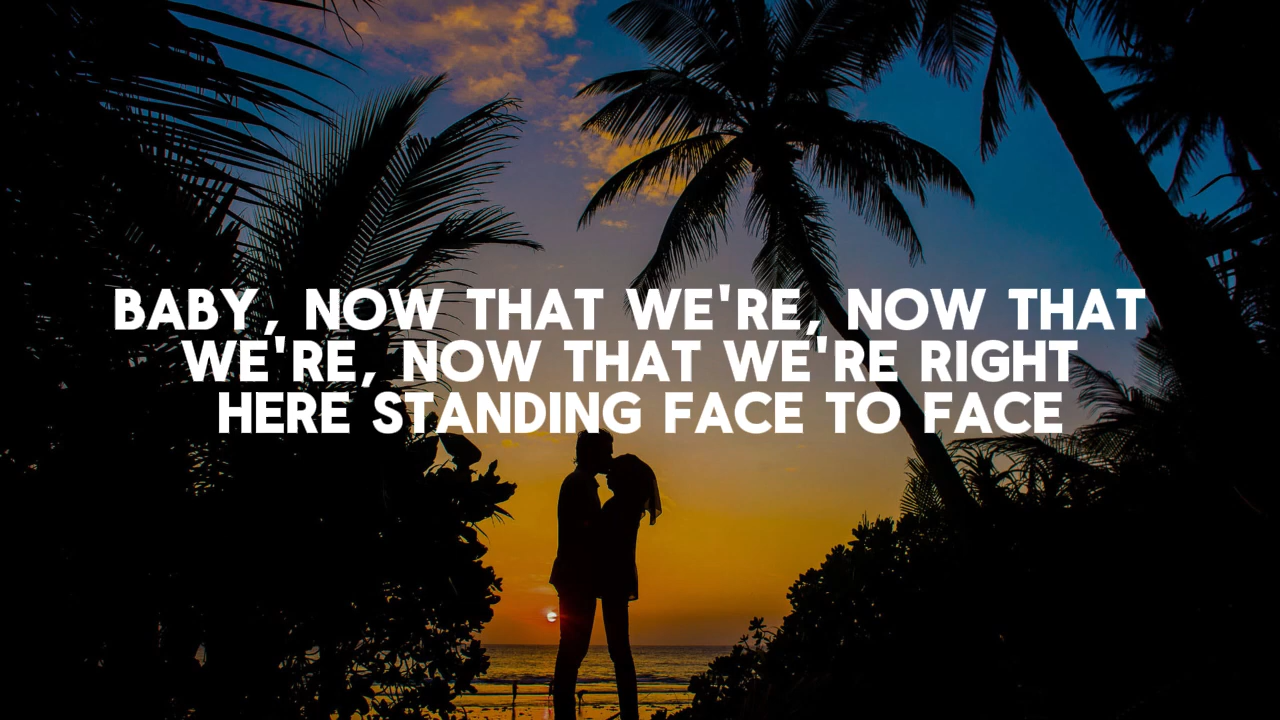 BABY, NOW THAT WE'RE, NOW THAT
WE'RE, NOW THAT WE'RE RIGHT
HERE STANDING FACE TO FACE